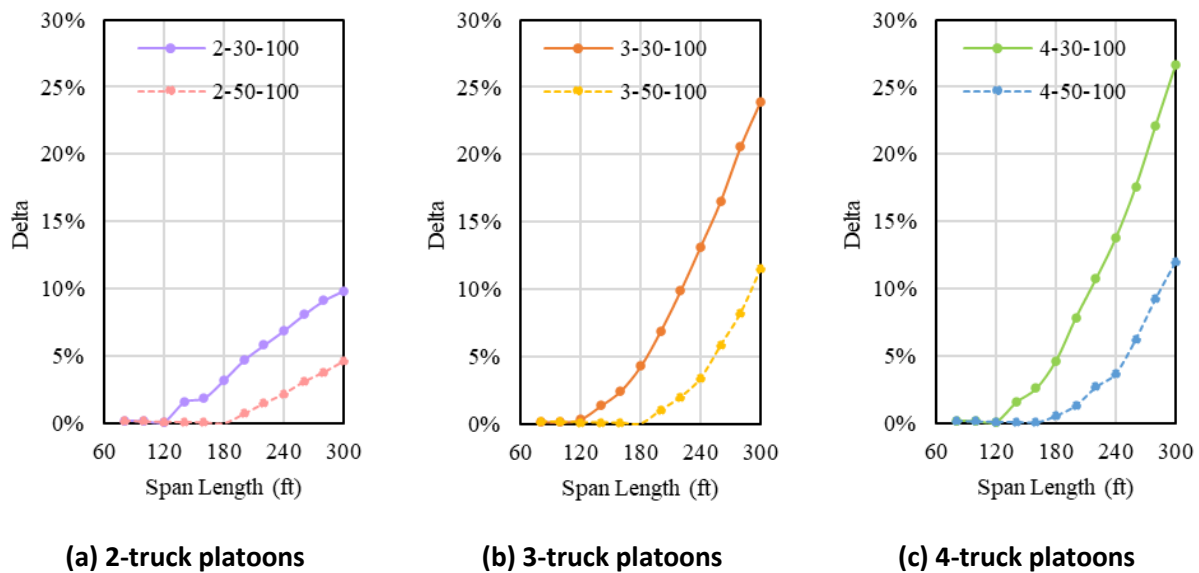 30%
25%
20%
15%
10%
5%
0%
Delta
2-30-100
2-50-100
60 120 180 240 300
Span Length (ft)
(a) 2-truck platoons
30%
25%
20%
15%
10%
5%
0%
Delta
3-30-100
3-50-100
60 120 180 240 300
Span Length (ft)
(b) 3-truck platoons
30%
25%
20%
15%
10%
5%
0%
Delta
4-30-100
4-50-100
60 120 180 240 300
Span Length (ft)
(c) 4-truck platoons